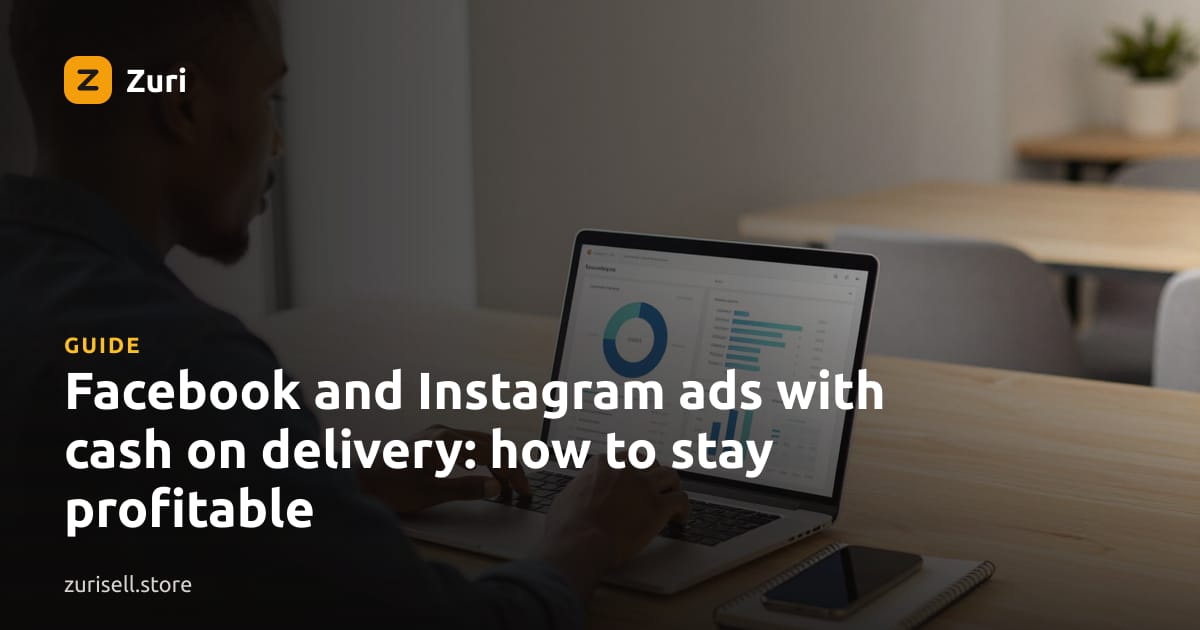 Z
Zuri
GUIDE
Facebook and Instagram ads with
cash on delivery: how to stay
profitable
zurisell.store